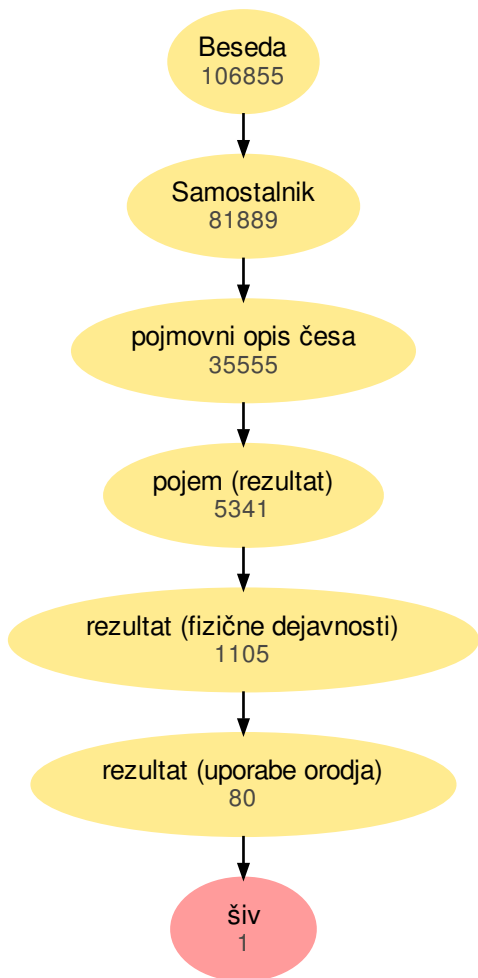 Beseda
106855
Samostalnik
81889
pojmovni opis česa
35555
pojem (rezultat)
5341
rezultat (fizične dejavnosti)
1105
rezultat (uporabe orodja)
80
šiv
1